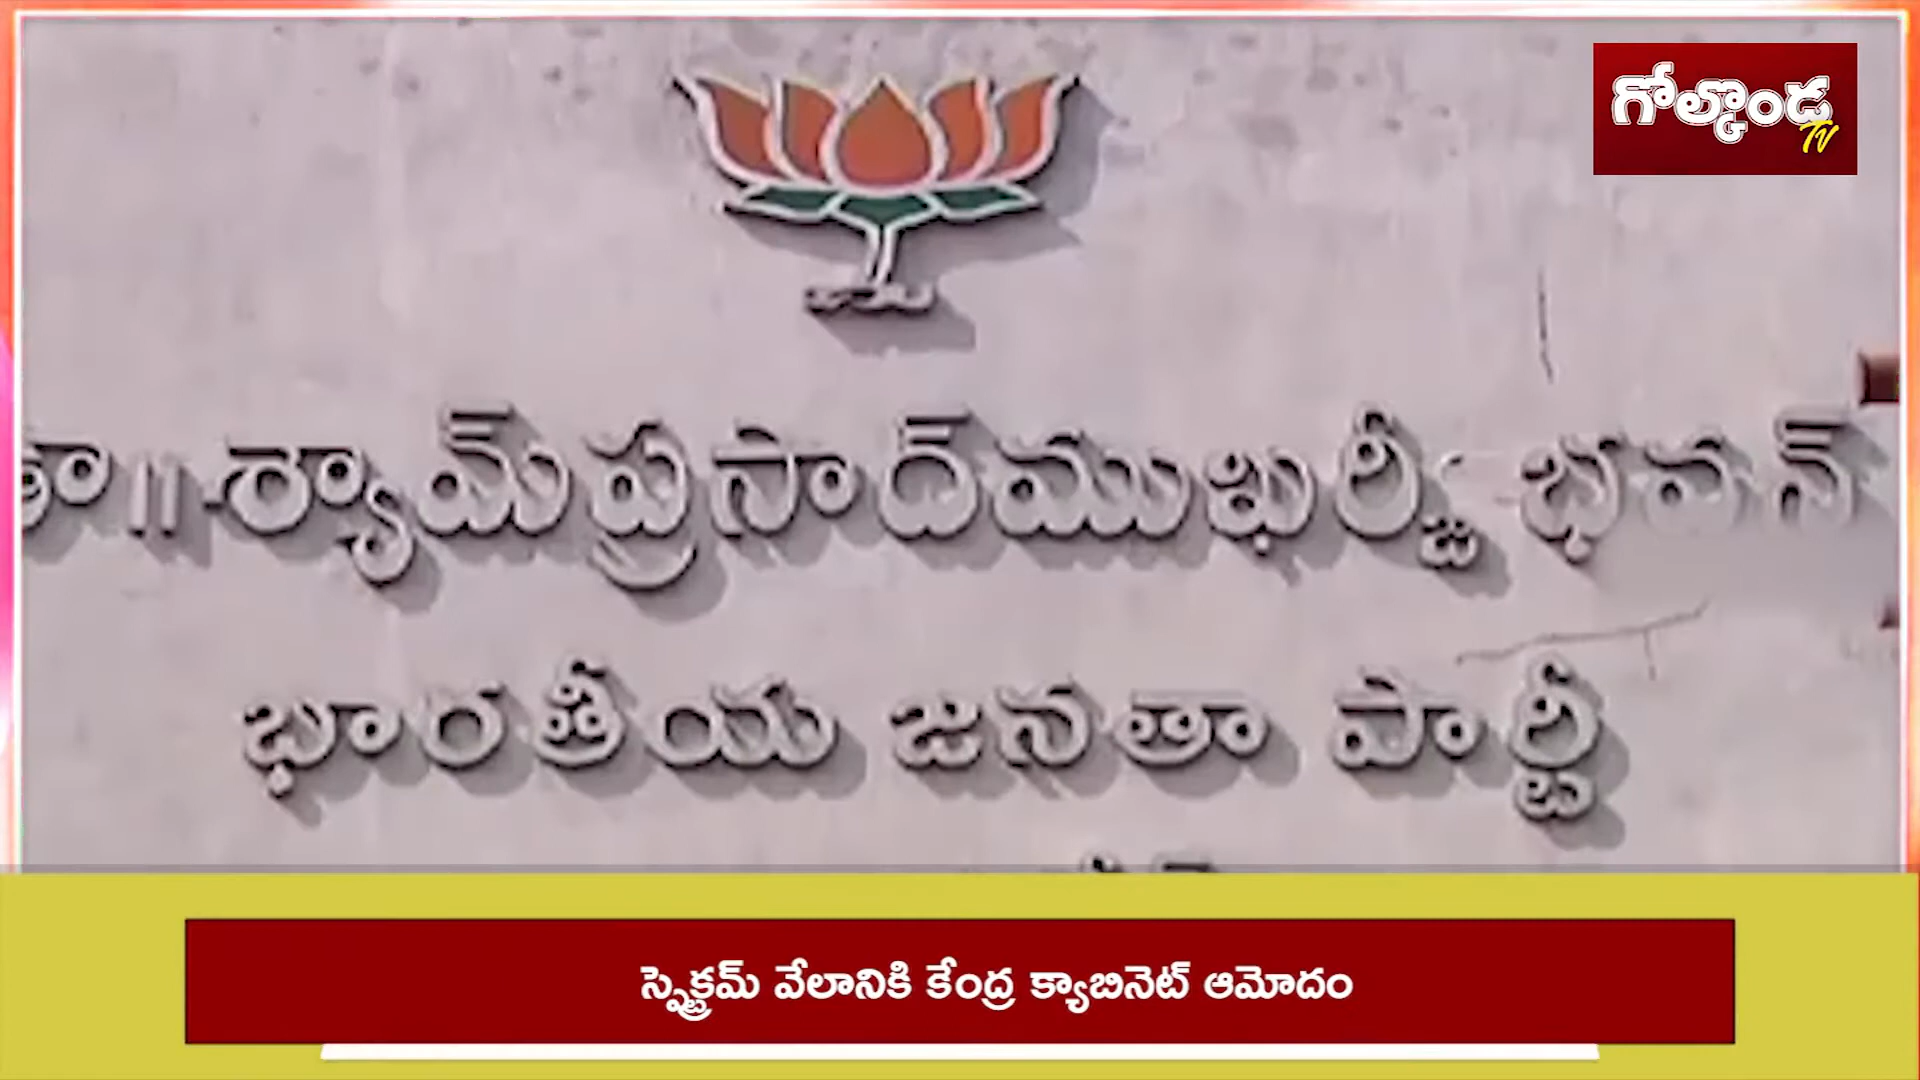 గోల్కొండ
TV
డా॥శ్యామ్‌ప్రసాద్‌ముఖర్జీ భవన్
భారతీయ జనతా పార్టీ
స్పెక్ట్రమ్ వేలానికి కేంద్ర క్యాబినెట్ ఆమోదం